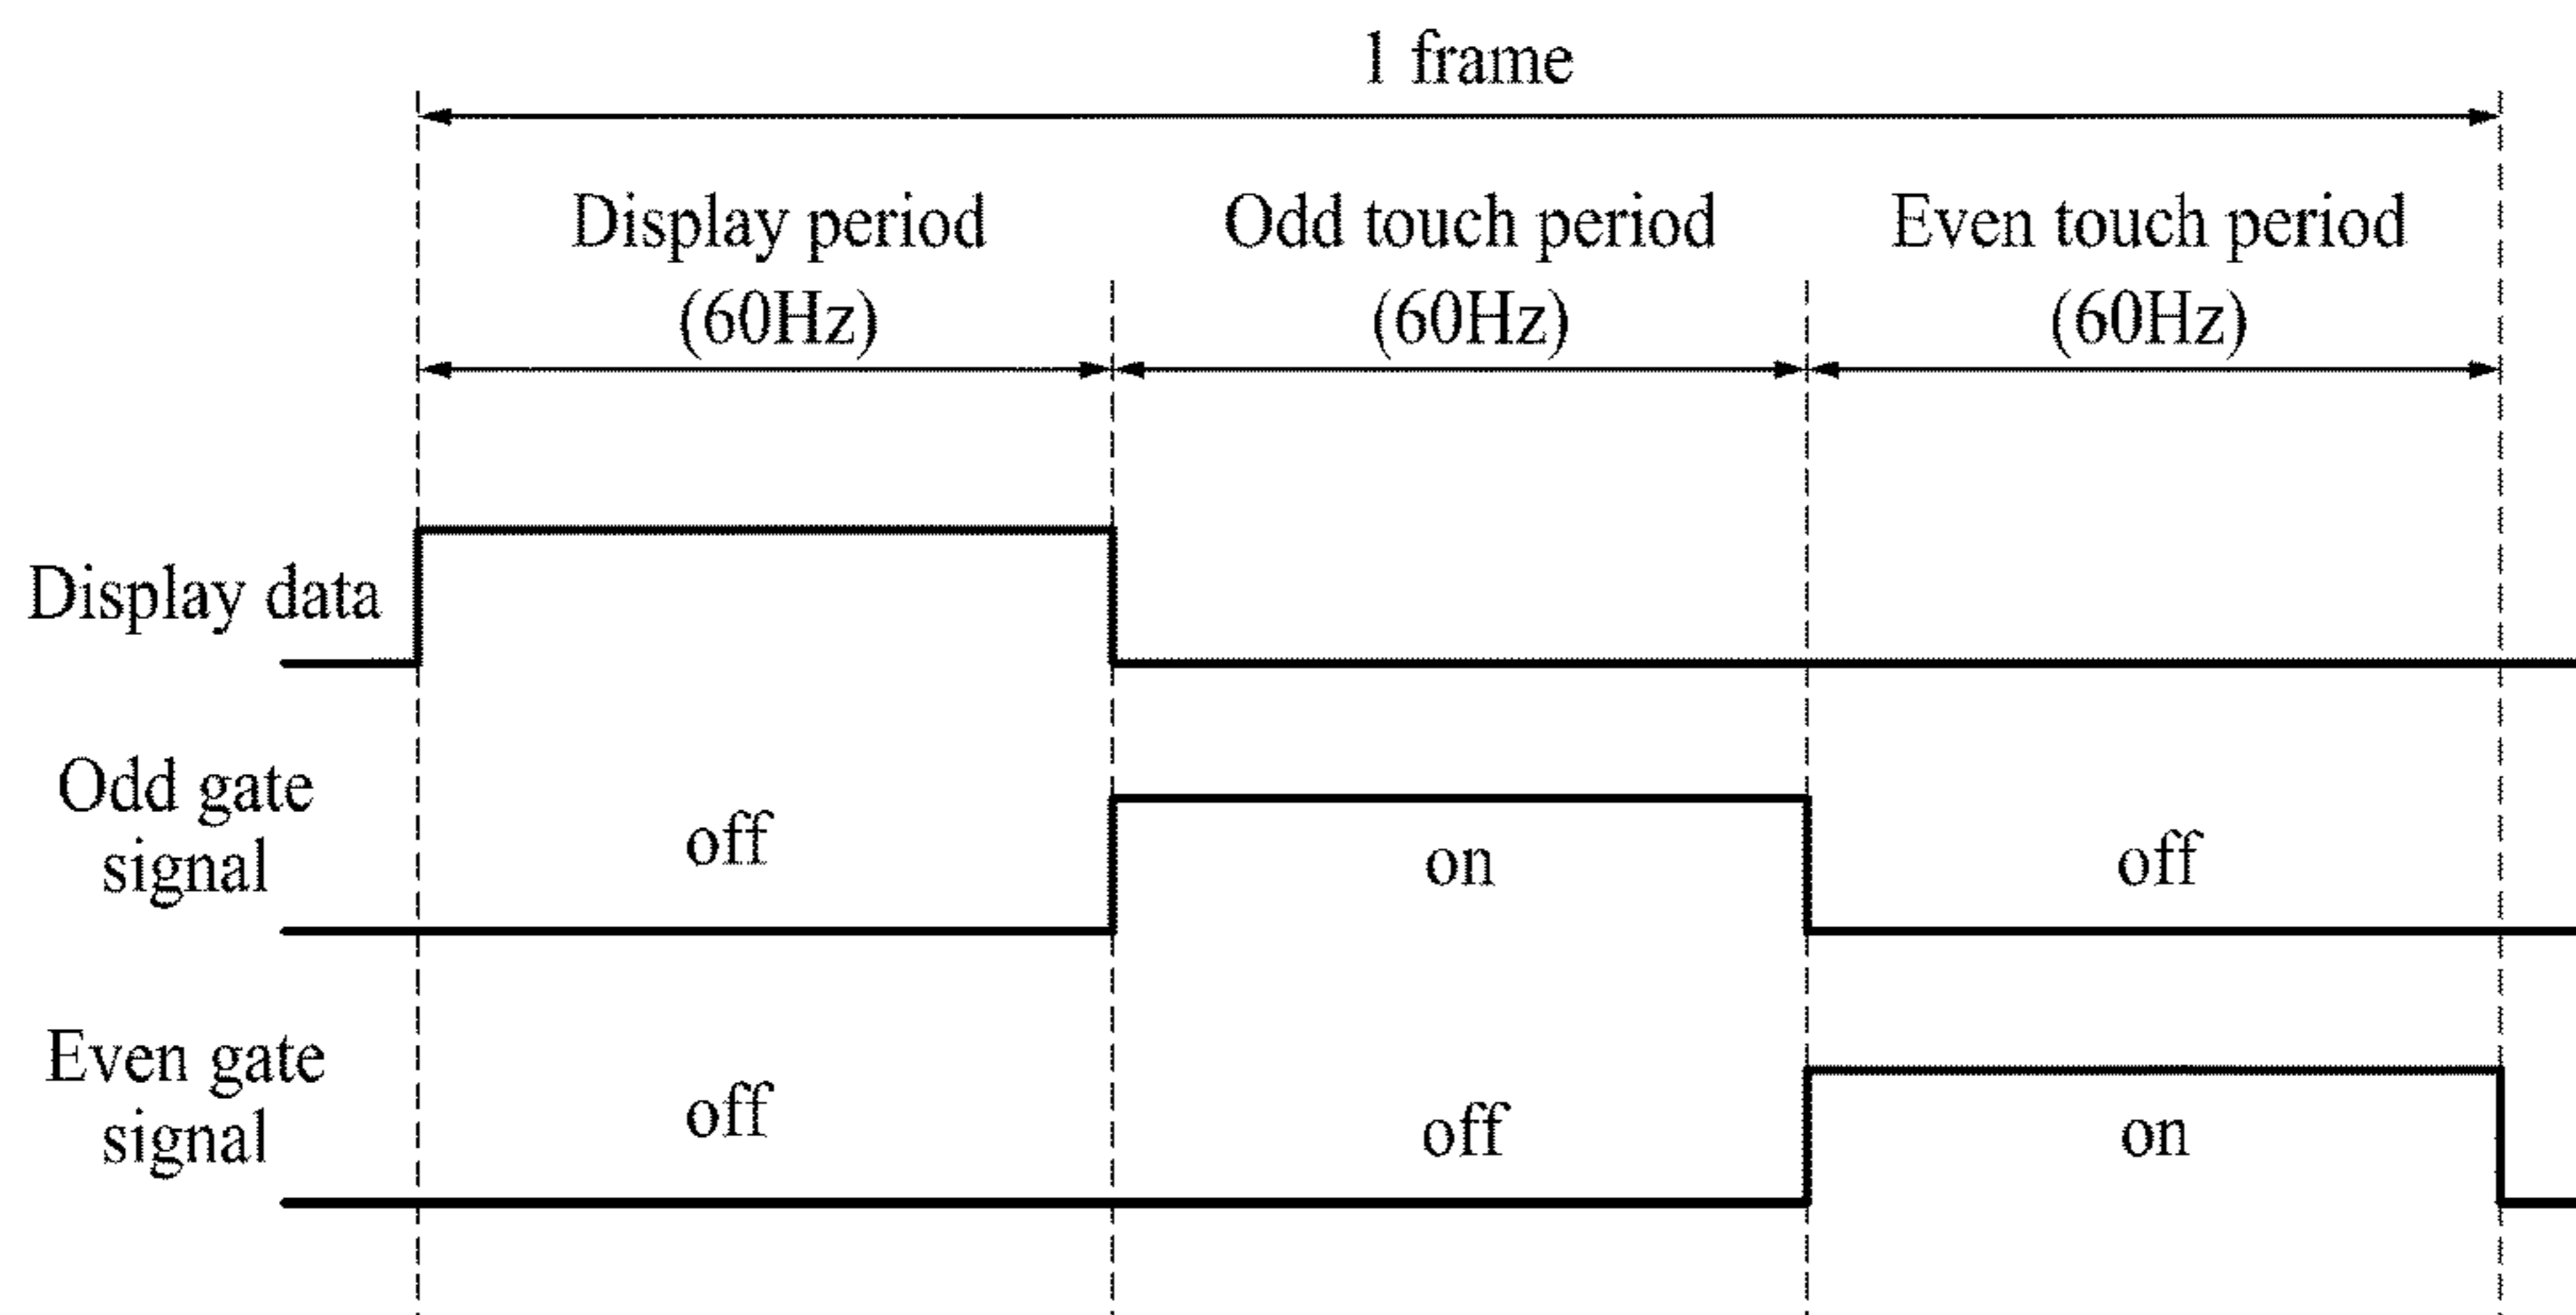 1 frame
Display period
(60Hz)
Odd touch period
(60Hz)
Even touch period
(60Hz)
Display data
Odd gate
signal
off
on
off
Even gate
signal
off
off
on